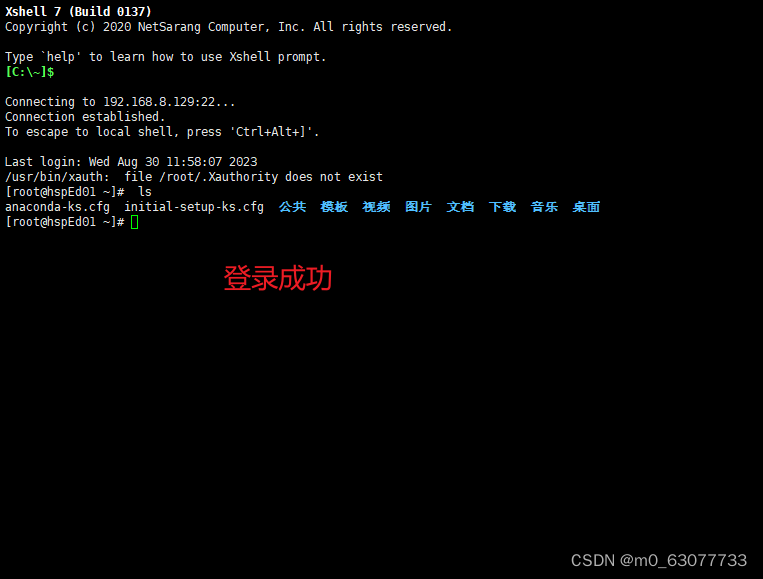 Xshell 7 (Build 0137)
Copyright (c) 2020 NetSarang Computer, Inc. All rights reserved.
Type `help' to learn how to use Xshell prompt.
[C:\~]$
Connecting to 192.168.8.129:22...
Connection established.
To escape to local shell, press 'Ctrl+Alt+]'.
Last login: Wed Aug 30 11:58:07 2023
/usr/bin/xauth:  file /root/.Xauthority does not exist
[root@hspEd01 ~]#  ls
anaconda-ks.cfg  initial-setup-ks.cfg  公共  模板  视频  图片  文档  下载  音乐  桌面
[root@hspEd01 ~]#
登录成功
CSDN @m0_63077733